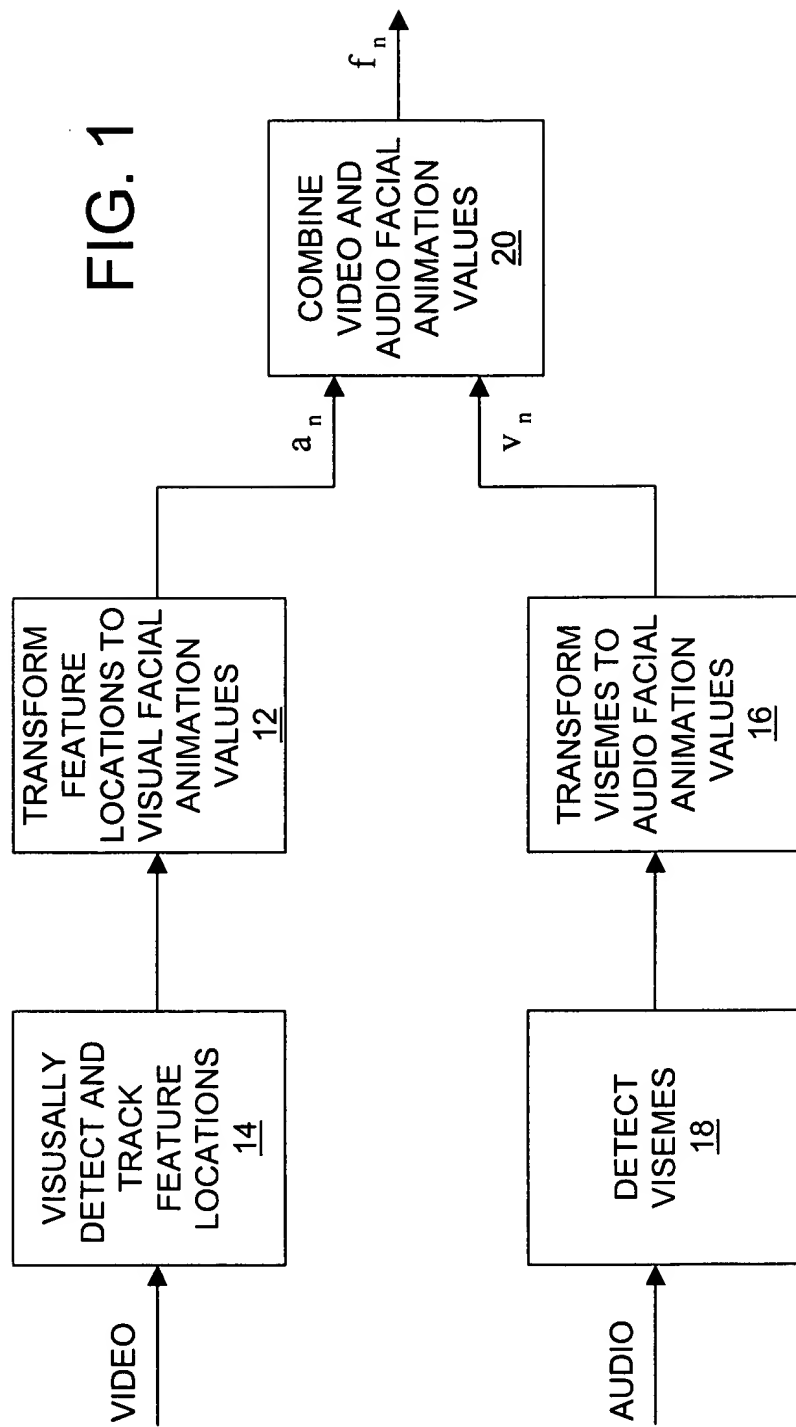 FIG. 1
VIDEO
VISUSALLY
DETECT AND
TRACK
FEATURE
LOCATIONS
14
TRANSFORM
FEATURE
LOCATIONS TO
VISUAL FACIAL
ANIMATION
VALUES
12
a n
AUDIO
DETECT
VISEMES
18
TRANSFORM
VISEMES TO
AUDIO FACIAL
ANIMATION
VALUES
16
v n
COMBINE
VIDEO AND
AUDIO FACIAL
ANIMATION
VALUES
20
f n